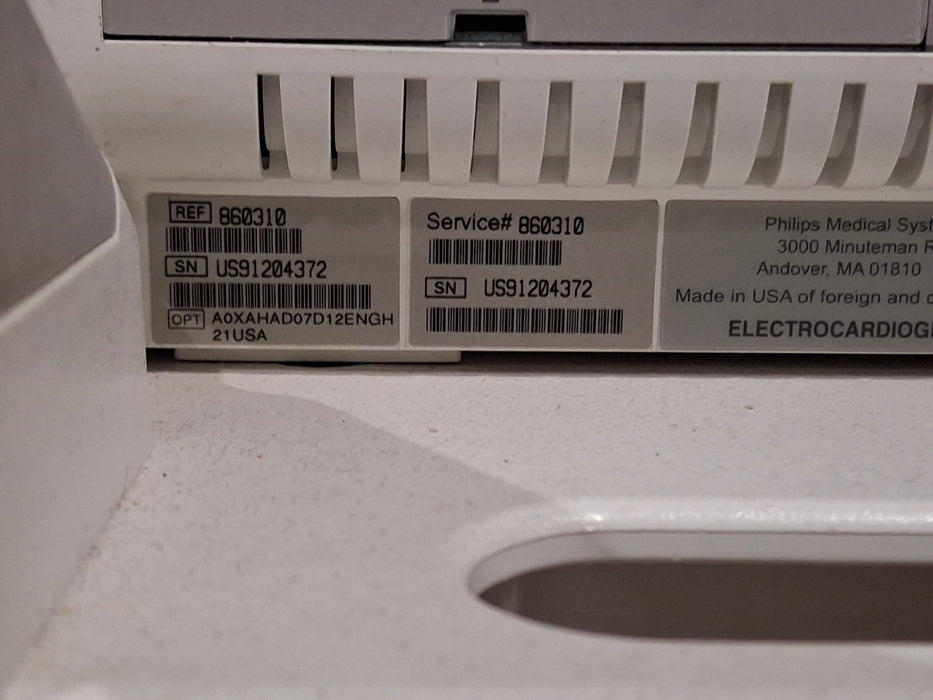 REF 860310
SN US91204372
OPT A0XAHAD07D12ENGH
21USA
Service# 860310
SN US91204372
Philips Medical Syst
3000 Minuteman R
Andover, MA 01810
Made in USA of foreign and
ELECTROCARDIOG